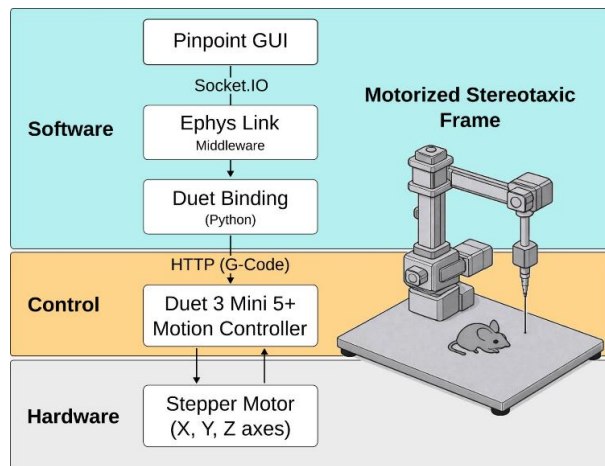 Pinpoint GUI
Socket.IO
Software
Ephys Link
Middleware
Duet Binding
(Python)
HTTP (G-Code)
Control
Duet 3 Mini 5+
Motion Controller
Hardware
Stepper Motor
(X, Y, Z axes)
Motorized Stereotaxic
Frame